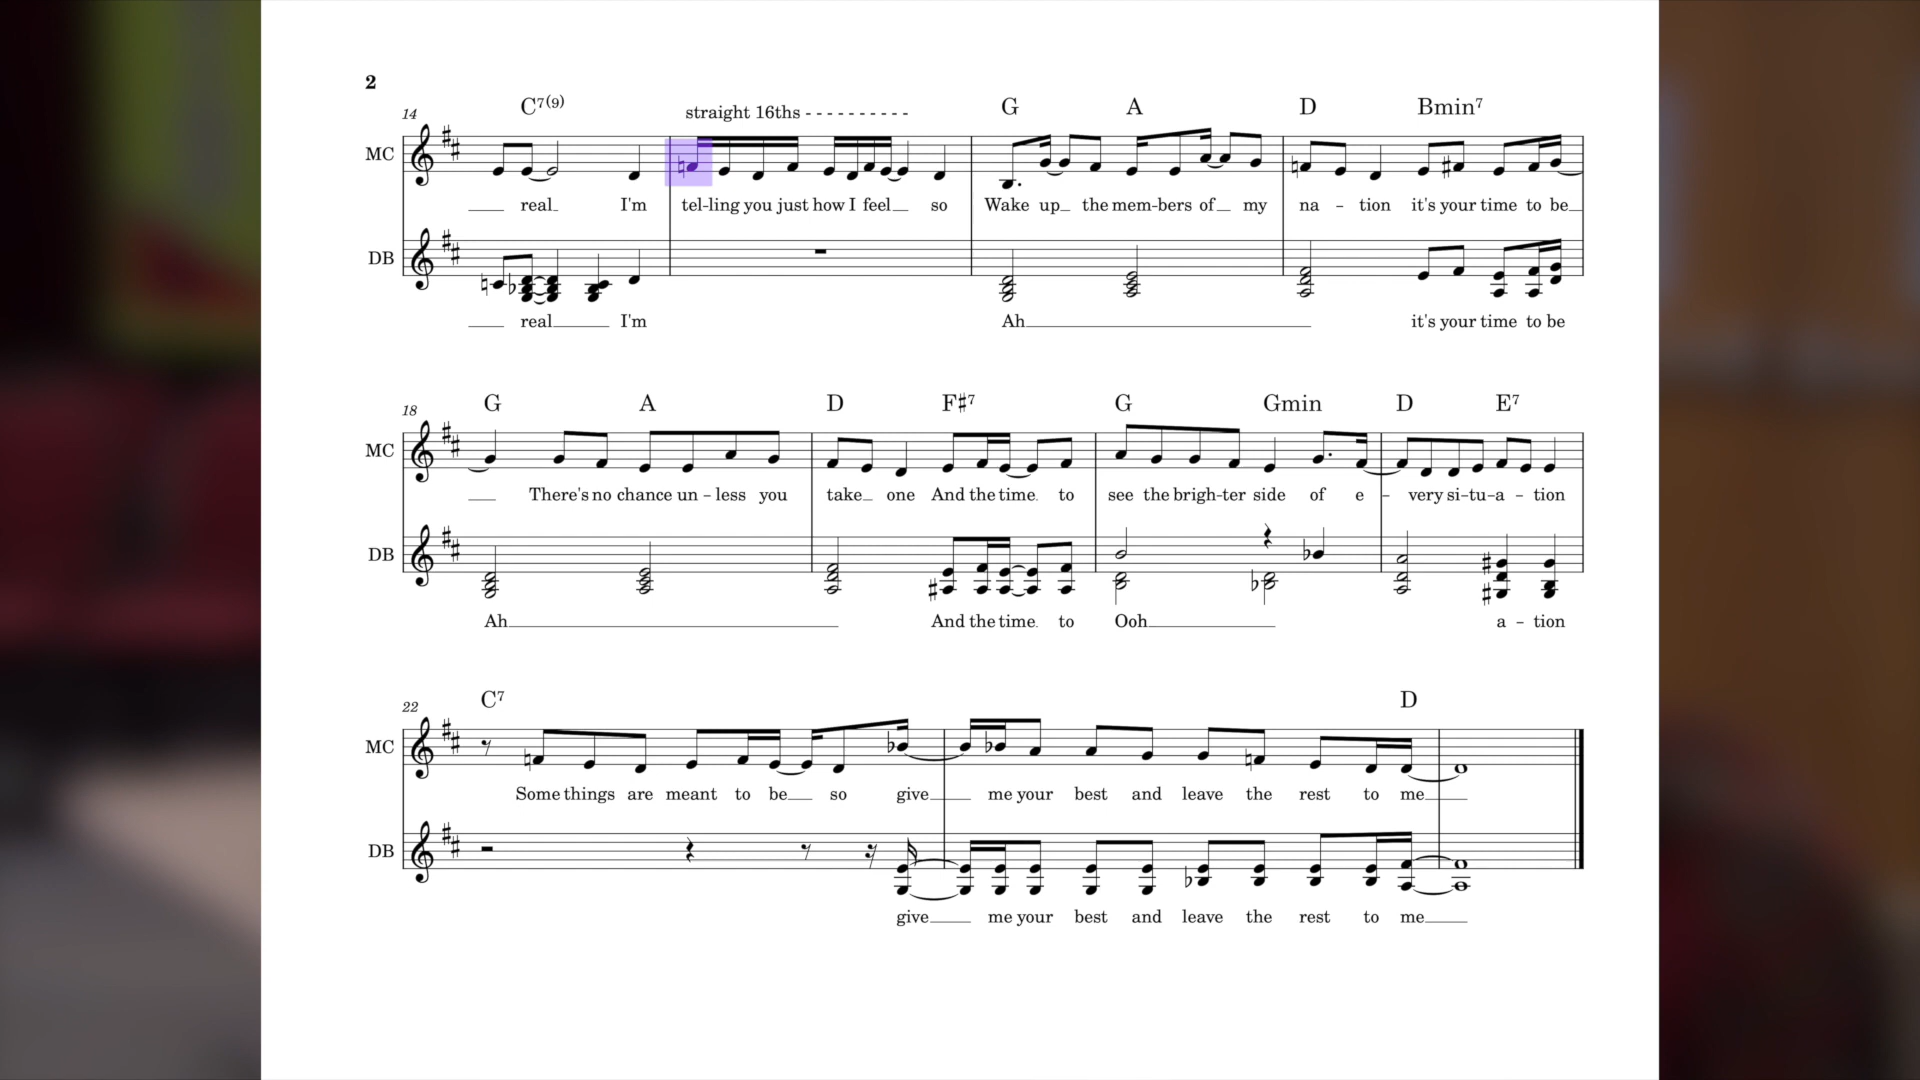 2
14 C7(9) straight 16ths - - - - - - - - - - G A D Bmin7
MC
real I'm tel-ling you just how I feel so Wake up the mem-bers of my na - tion it's your time to be
DB
real I'm Ah it's your time to be
18 G A D F♯7 G Gmin D E7
MC
There's no chance un - less you take one And the time to see the brigh-ter side of e - very si-tu-a - tion
DB
Ah And the time to Ooh a - tion
22 C7 D
MC
Some things are meant to be so give me your best and leave the rest to me
DB
give me your best and leave the rest to me